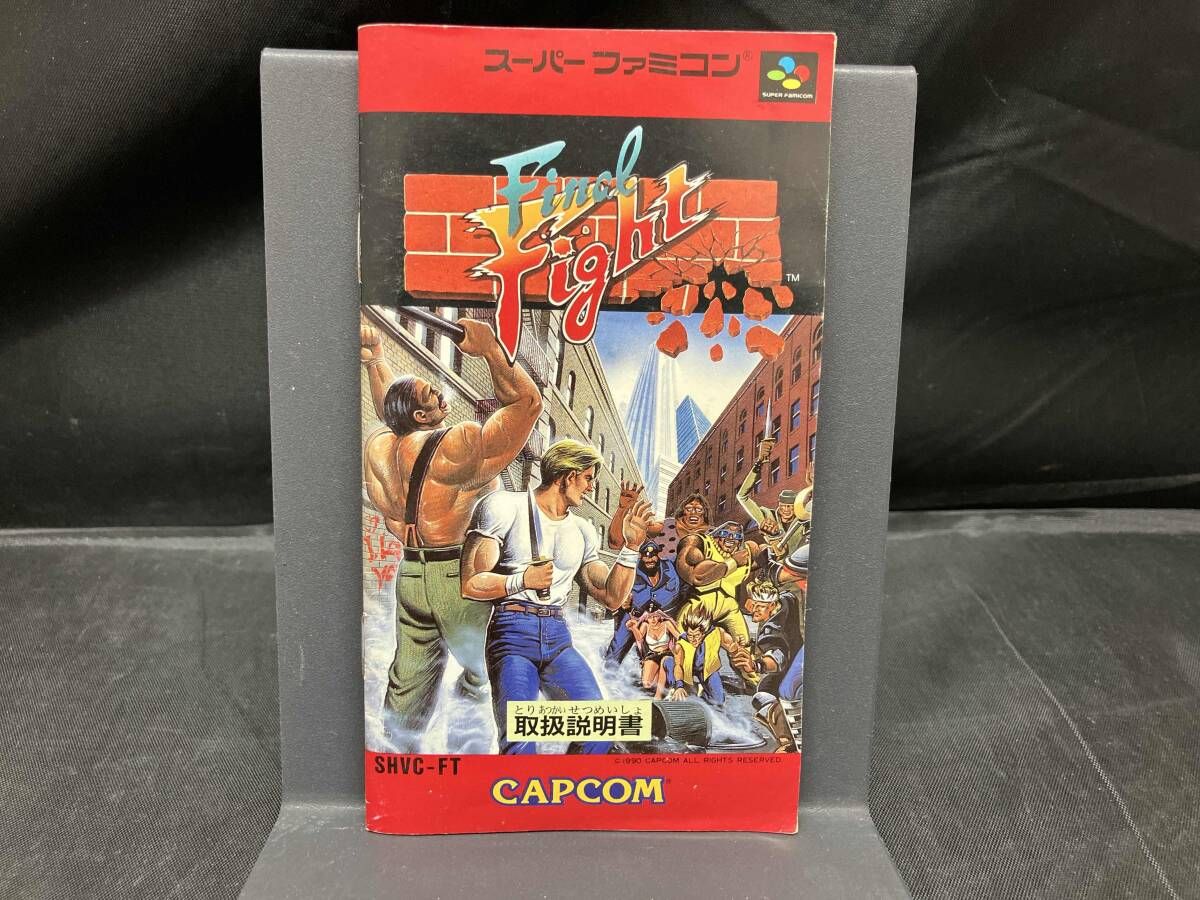 スーパーファミコン®
SUPER FAMICOM
Final
Fight
TM
とりあつかいせつめいしょ
取扱説明書
SHVC-FT
©1990 CAPCOM ALL RIGHTS RESERVED
CAPCOM®